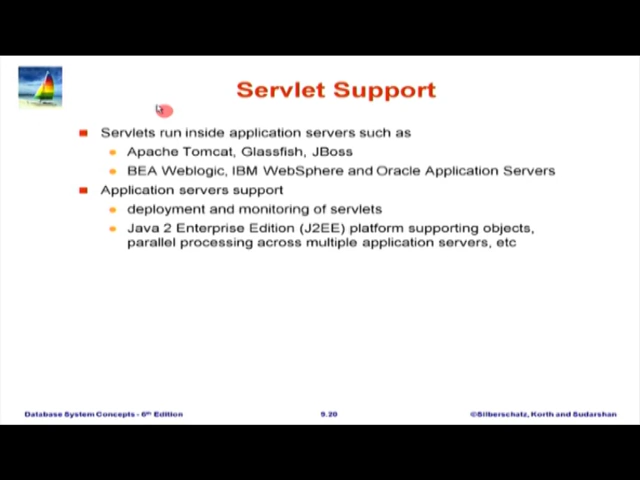 Servlet Support
Servlets run inside application servers such as
Apache Tomcat, Glassfish, JBoss
BEA Weblogic, IBM WebSphere and Oracle Application Servers
Application servers support
deployment and monitoring of servlets
Java 2 Enterprise Edition (J2EE) platform supporting objects,
parallel processing across multiple application servers, etc
Database System Concepts - 6th Edition
9.20
©Silberschatz, Korth and Sudarshan